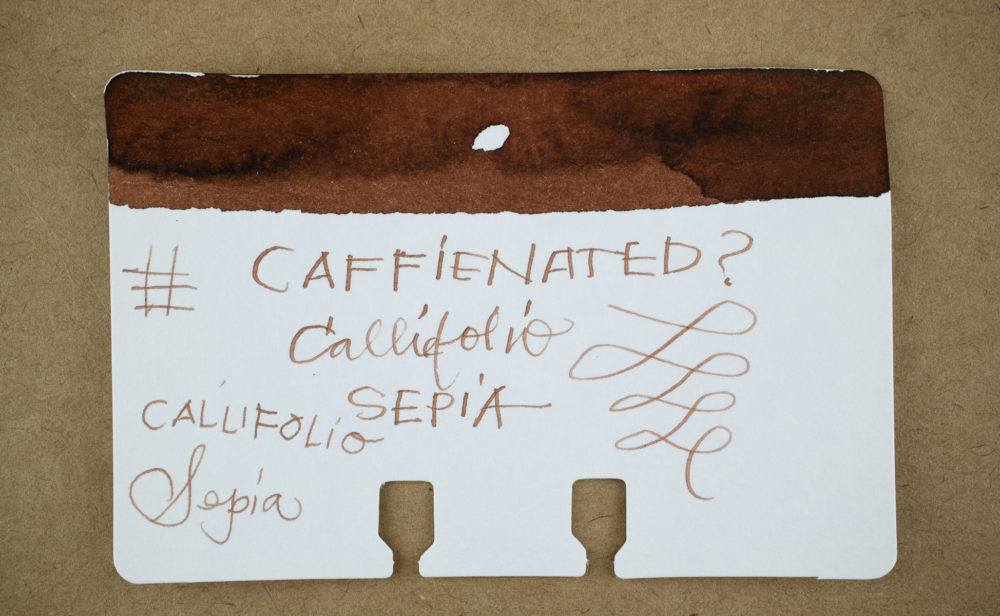 # CAFFIENATED?
Callifolio
SEPIA
CALLIFOLIO
Sepia